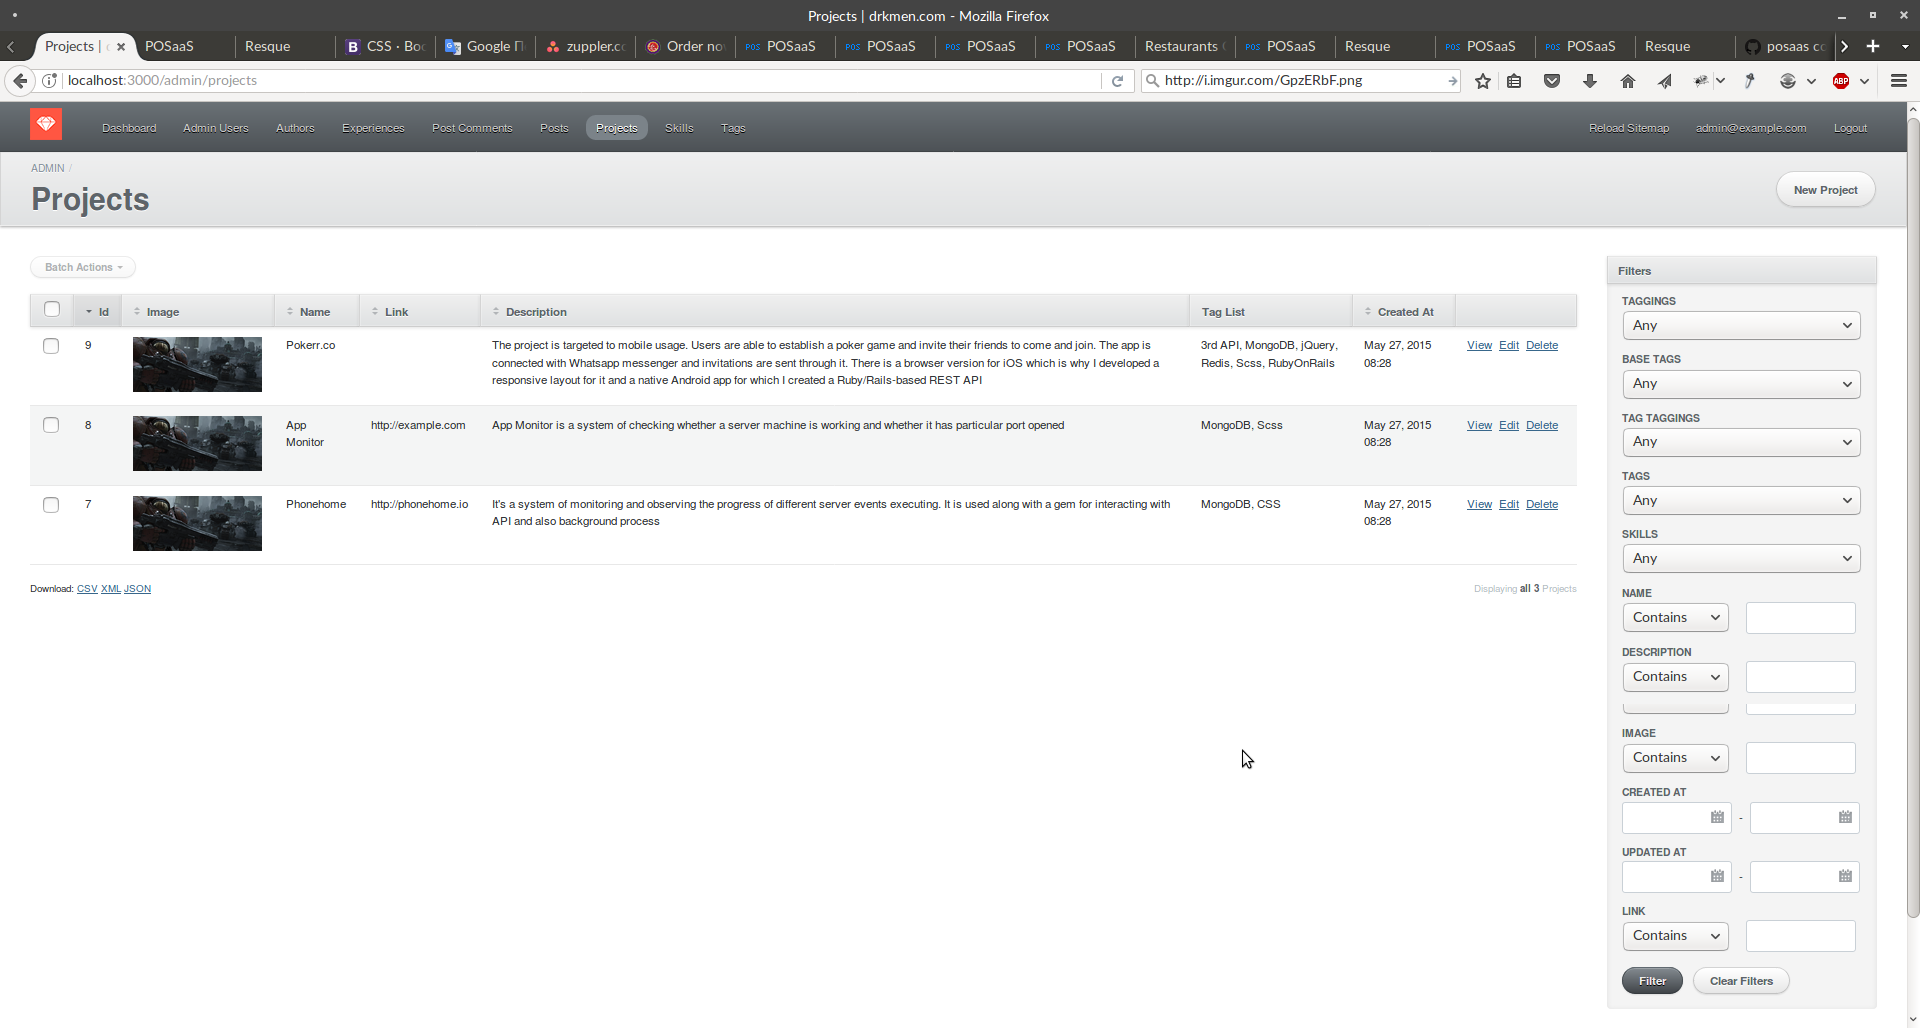 Projects | drkmen.com - Mozilla Firefox
Projects |
POSaaS
Resque
CSS · Boo
Google П
zuppler.co
Order no
POSaaS
POSaaS
POSaaS
POSaaS
Restaurants
POSaaS
Resque
POSaaS
POSaaS
Resque
posaas co
localhost:3000/admin/projects
http://i.imgur.com/GpzERbF.png
ABP
Dashboard Admin Users Authors Experiences Post Comments Posts Projects Skills Tags Reload Sitemap admin@example.com Logout
ADMIN /
Projects
New Project
Batch Actions
Id Image Name Link Description Tag List Created At
9 Pokerr.co The project is targeted to mobile usage. Users are able to establish a poker game and invite their friends to come and join. The app is 3rd API, MongoDB, jQuery, May 27, 2015 View Edit Delete
connected with Whatsapp messenger and invitations are sent through it. There is a browser version for iOS which is why I developed a Redis, Scss, RubyOnRails 08:28
responsive layout for it and a native Android app for which I created a Ruby/Rails-based REST API
8 App http://example.com App Monitor is a system of checking whether a server machine is working and whether it has particular port opened MongoDB, Scss May 27, 2015 View Edit Delete
Monitor 08:28
7 Phonehome http://phonehome.io It's a system of monitoring and observing the progress of different server events executing. It is used along with a gem for interacting with MongoDB, CSS May 27, 2015 View Edit Delete
API and also background process 08:28
Download: CSV XML JSON
Displaying all 3 Projects
Filters
TAGGINGS
Any
BASE TAGS
Any
TAG TAGGINGS
Any
TAGS
Any
SKILLS
Any
NAME
Contains
DESCRIPTION
Contains
IMAGE
Contains
CREATED AT
-
UPDATED AT
-
LINK
Contains
Filter Clear Filters